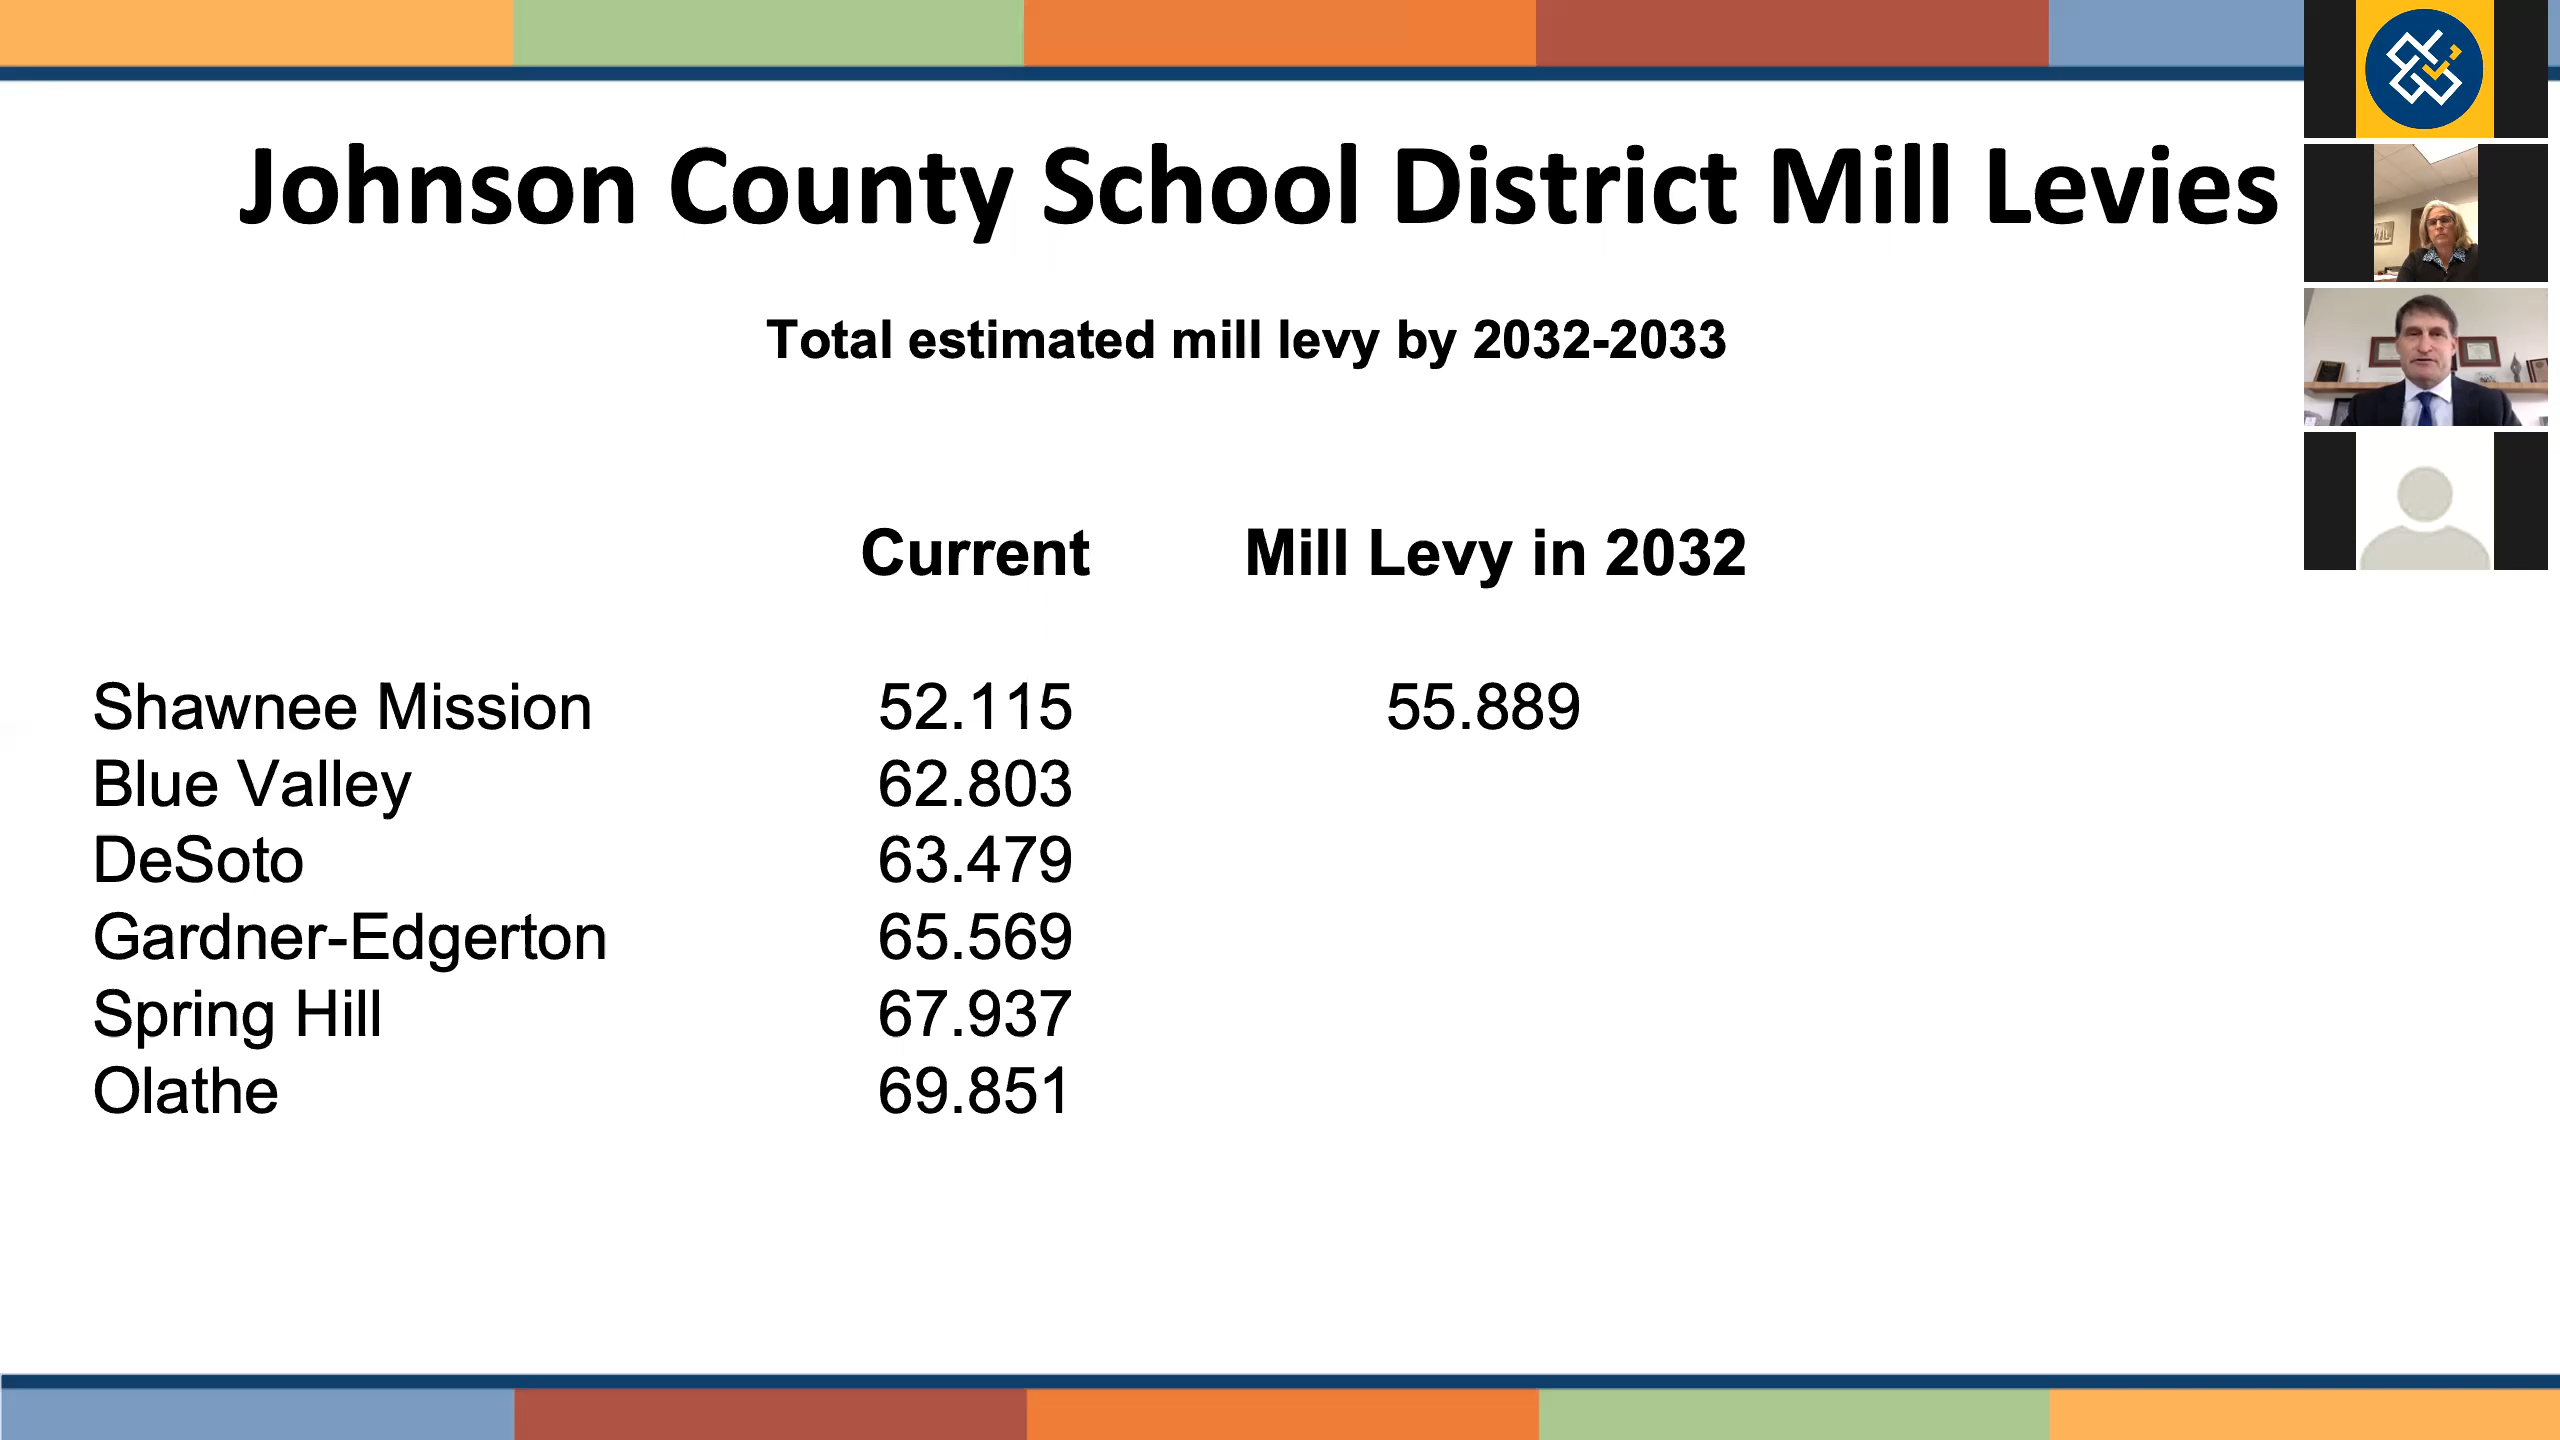 Johnson County School District Mill Levies
Total estimated mill levy by 2032-2033
Current Mill Levy in 2032
Shawnee Mission 52.115 55.889
Blue Valley 62.803
DeSoto 63.479
Gardner-Edgerton 65.569
Spring Hill 67.937
Olathe 69.851